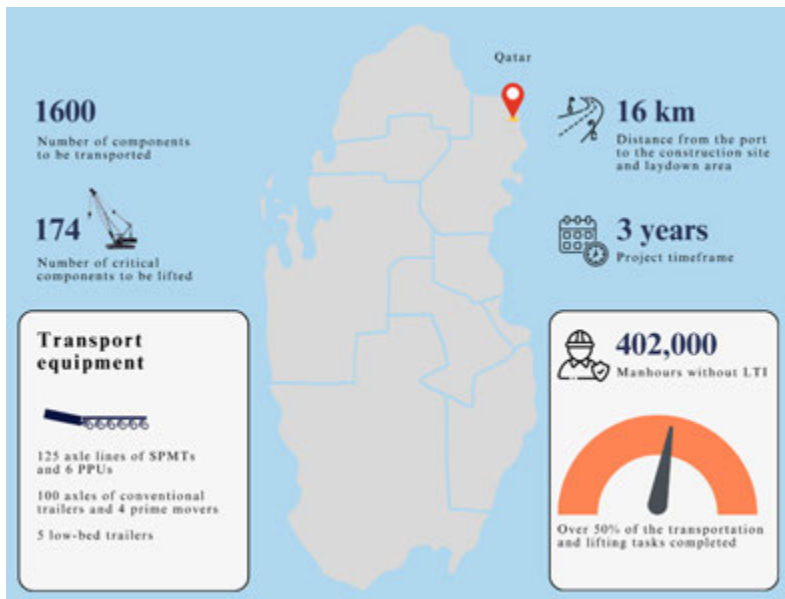 Qatar
1600
Number of components
to be transported
174
Number of critical
components to be lifted
16 km
Distance from the port
to the construction site
and laydown area
3 years
Project timeframe
Transport
equipment
125 axle lines of SPMTs
and 6 PPUs
100 axles of conventional
trailers and 4 prime movers
5 low-bed trailers
402,000
Manhours without LTI
Over 50% of the transportation
and lifting tasks completed